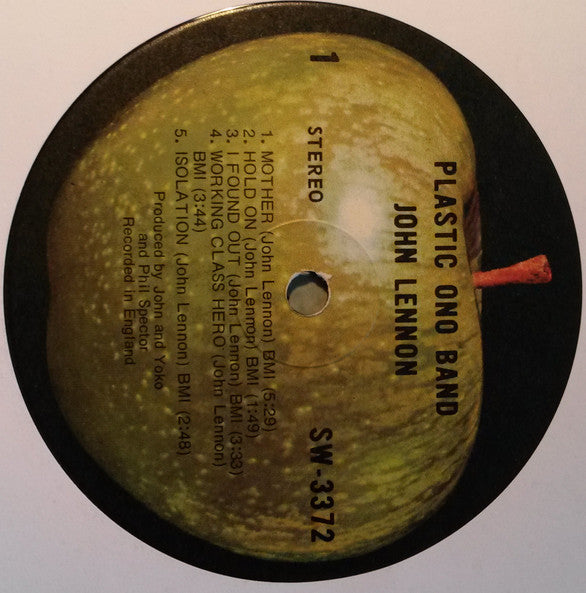 PLASTIC ONO BAND
JOHN LENNON
1
STEREO
SW-3372
1. MOTHER (John Lennon) BMI (5:29)
2. HOLD ON (John Lennon) BMI (1:49)
3. I FOUND OUT (John Lennon) BMI (3:33)
4. WORKING CLASS HERO (John Lennon)
BMI (3:44)
5. ISOLATION (John Lennon) BMI (2:48)
Produced by John and Yoko
and Phil Spector
Recorded in England